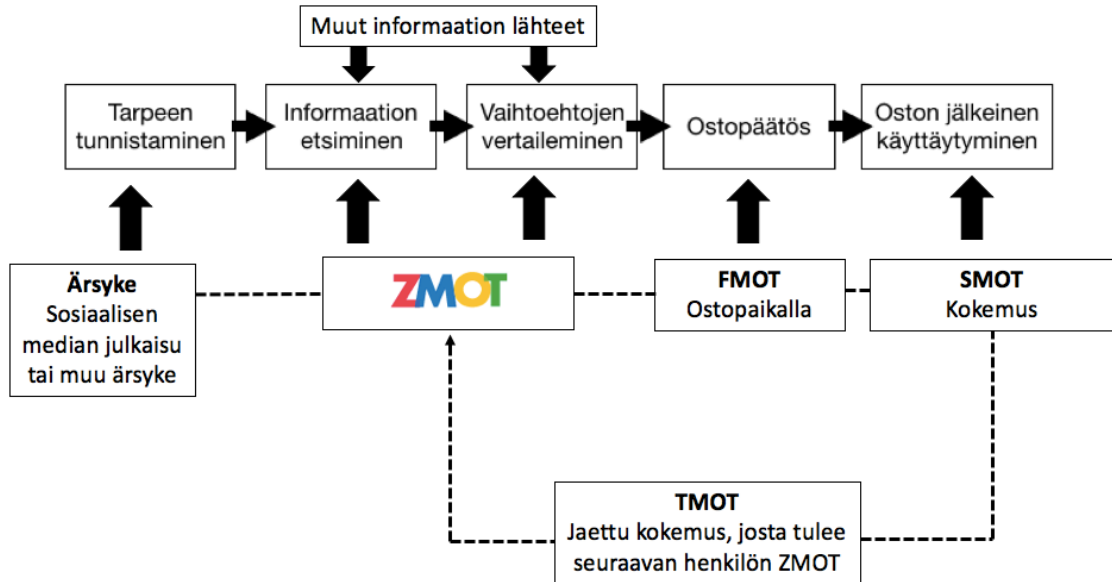 Muut informaation lähteet
Tarpeen
tunnistaminen
Informaation
etsiminen
Vaihtoehtojen
vertaileminen
Ostopäätös
Oston jälkeinen
käyttäytyminen
Ärsyke
Sosiaalisen
median julkaisu
tai muu ärsyke
ZMOT
FMOT
Ostopaikalla
SMOT
Kokemus
TMOT
Jaettu kokemus, josta tulee
seuraavan henkilön ZMOT